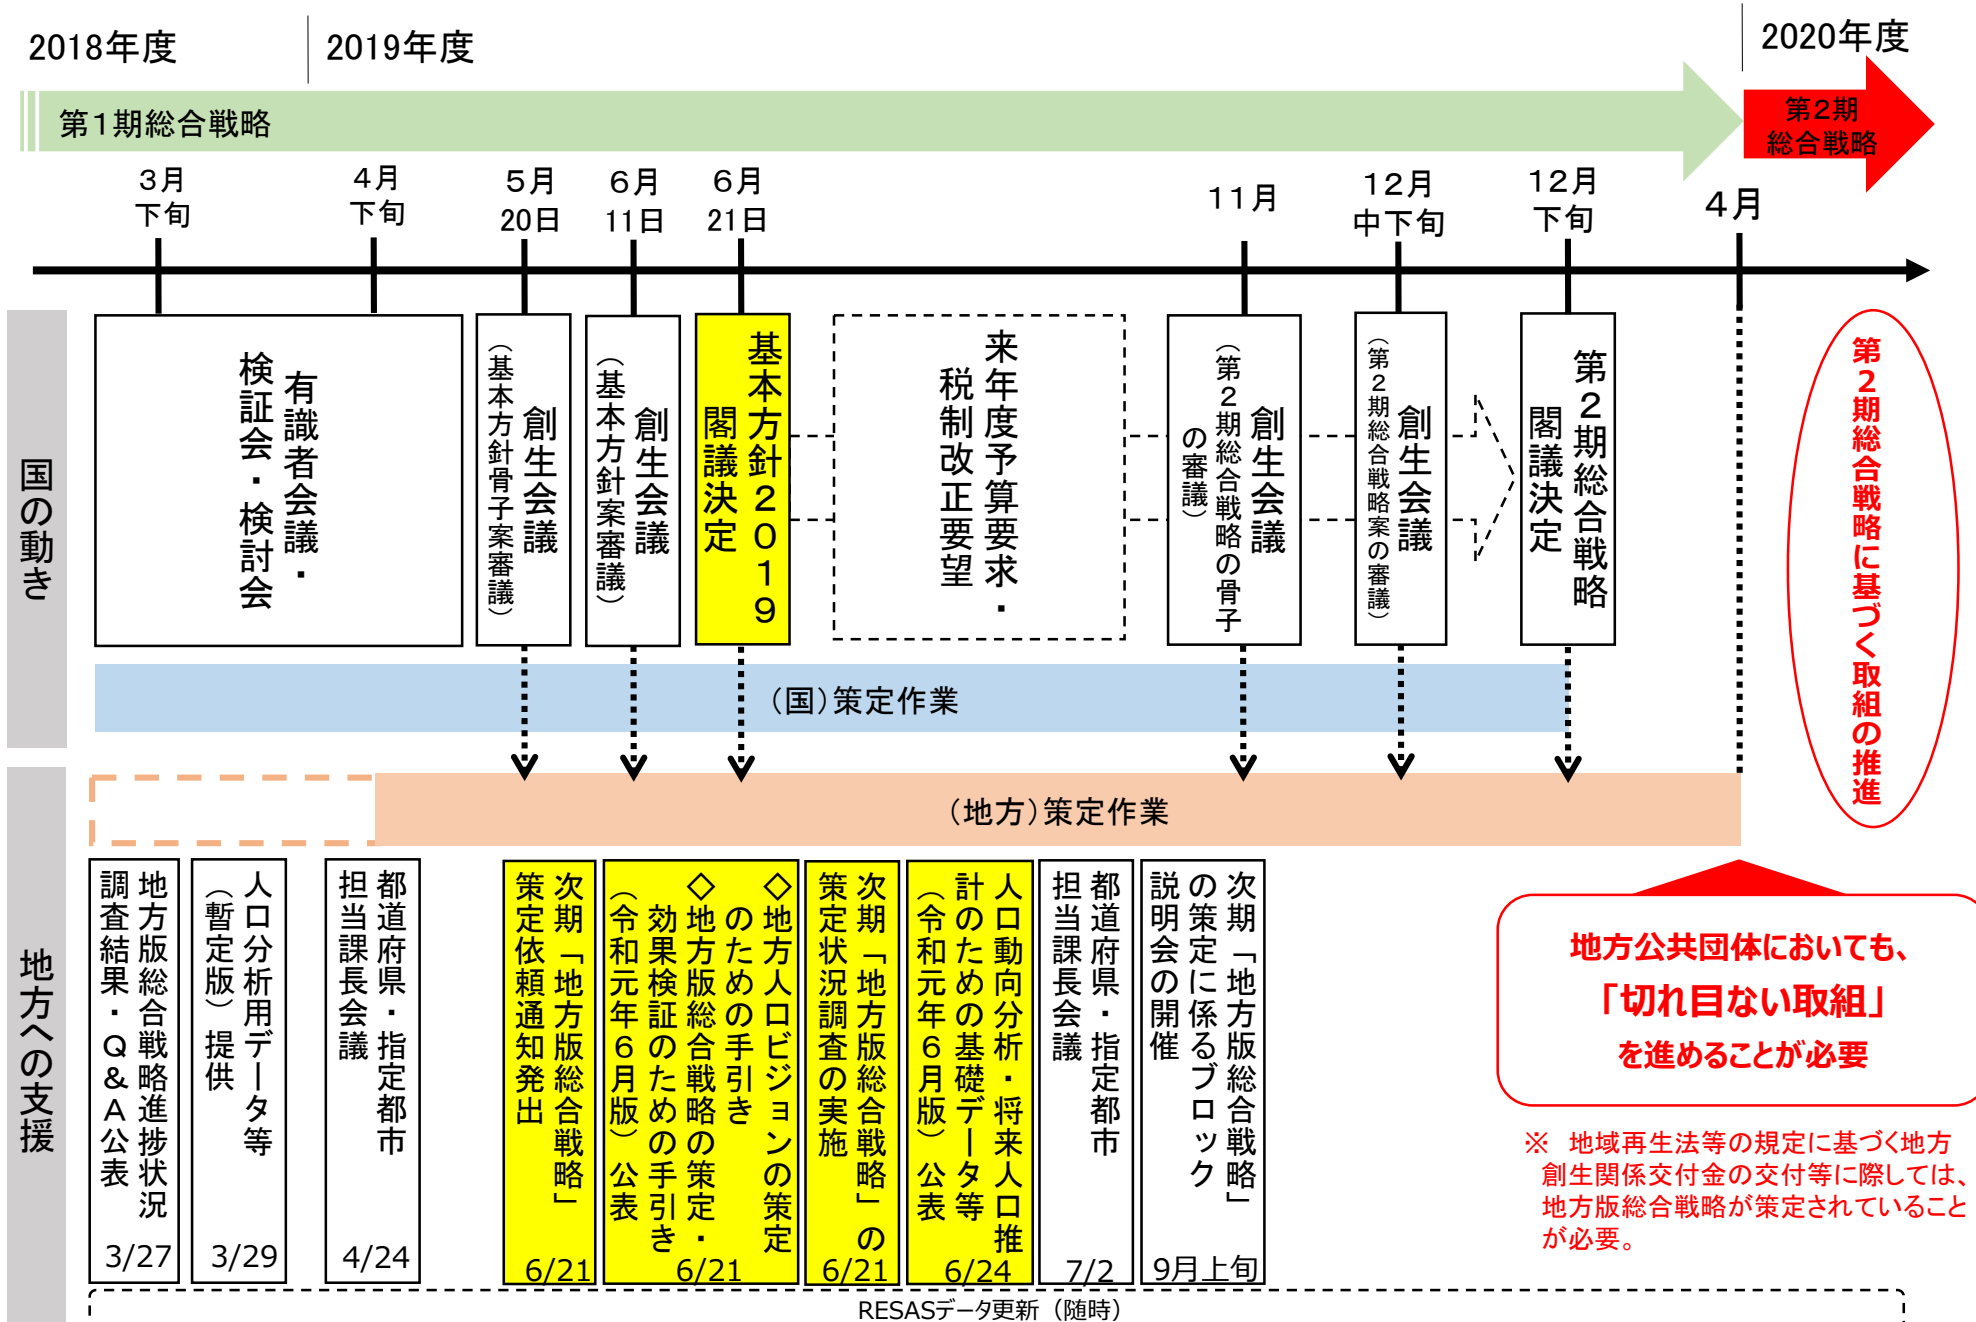 2018年度
2019年度
2020年度
第1期総合戦略
第2期
総合戦略
3月
下旬
4月
下旬
5月
20日
6月
11日
6月
21日
11月
12月
中下旬
12月
下旬
4月
国の動き
有識者会議・
検証会・検討会
創生会議
（基本方針骨子案審議）
創生会議
（基本方針案審議）
基本方針2019
閣議決定
来年度予算要求・
税制改正要望
創生会議
（第2期総合戦略の骨子
の審議）
創生会議
（第2期総合戦略案の審議）
第2期総合戦略
閣議決定
第2期総合戦略に基づく取組の推進
（国）策定作業
（地方）策定作業
地方への支援
地方版総合戦略進捗状況
調査結果・Q&A公表
3/27
人口分析用データ等
（暫定版）提供
3/29
都道府県・指定都市
担当課長会議
4/24
次期「地方版総合戦略」
策定依頼通知発出
6/21
◇地方人口ビジョンの策定
のための手引き
◇地方版総合戦略の策定・
効果検証のための手引き
（令和元年6月版）公表
6/21
次期「地方版総合戦略」の
策定状況調査の実施
6/21
人口動向分析・将来人口推
計のための基礎データ等
（令和元年6月版）公表
6/24
都道府県・指定都市
担当課長会議
7/2
次期「地方版総合戦略」
の策定に係るブロック
説明会の開催
9月上旬
地方公共団体においても、
「切れ目ない取組」
を進めることが必要
※ 地域再生法等の規定に基づく地方
創生関係交付金の交付等に際しては、
地方版総合戦略が策定されていること
が必要。
RESASデータ更新（随時）